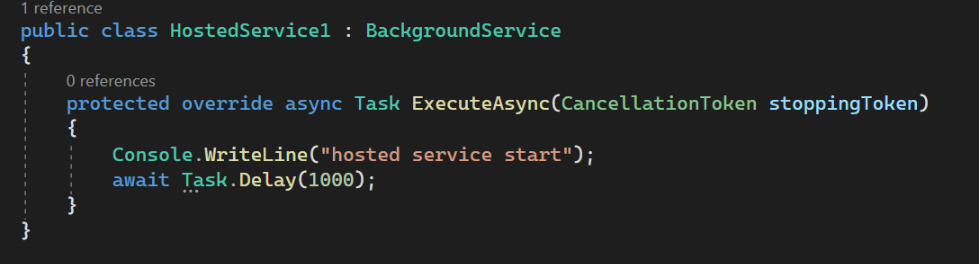 1 reference
public class HostedService1 : BackgroundService
{
0 references
protected override async Task ExecuteAsync(CancellationToken stoppingToken)
{
Console.WriteLine("hosted service start");
await Task.Delay(1000);
}
}